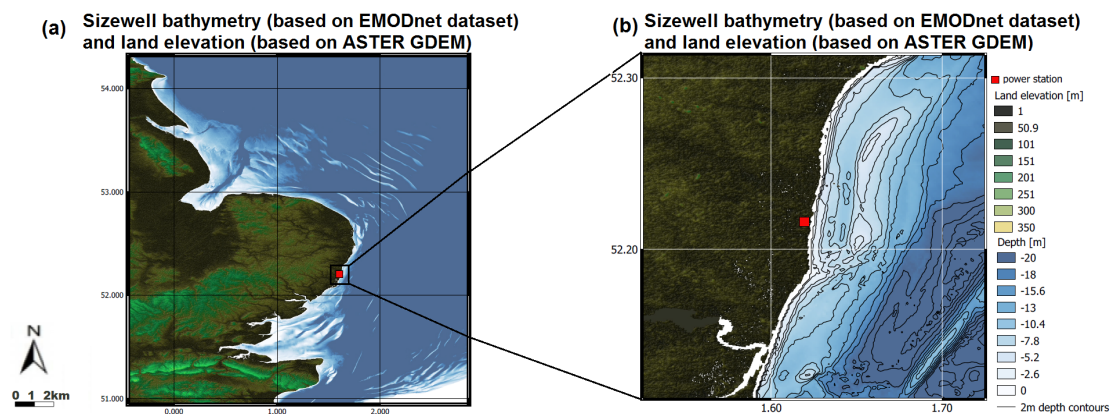 (a)
Sizewell bathymetry (based on EMODnet dataset)
and land elevation (based on ASTER GDEM)
54.000
53.000
52.000
51.000
0.000
1.000
2.000
N
0 1 2km
(b)
Sizewell bathymetry (based on EMODnet dataset)
and land elevation (based on ASTER GDEM)
52.30
52.20
1.60
1.70
power station
Land elevation [m]
1
50.9
101
151
201
251
300
350
Depth [m]
-20
-18
-15.6
-13
-10.4
-7.8
-5.2
-2.6
0
2m depth contours